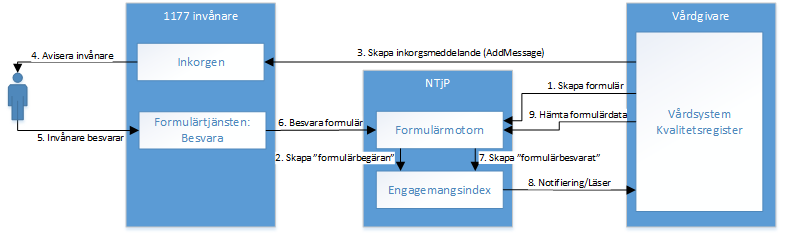 1177 invånare
Vårdgivare
4. Avisera invånare
3. Skapa inkorgsmeddelande (AddMessage)
Inkorgen
NTjP
1. Skapa formulär
Formulärtjänsten:
Besvara
6. Besvara formulär
Formulärmotorn
9. Hämta formulärdata
Vårdsystem
Kvalitetsregister
5. Invånare besvarar
2. Skapa ”formulärbegäran”
7. Skapa ”formulärbesvarat”
Engagemangsindex
8. Notifiering/Läser